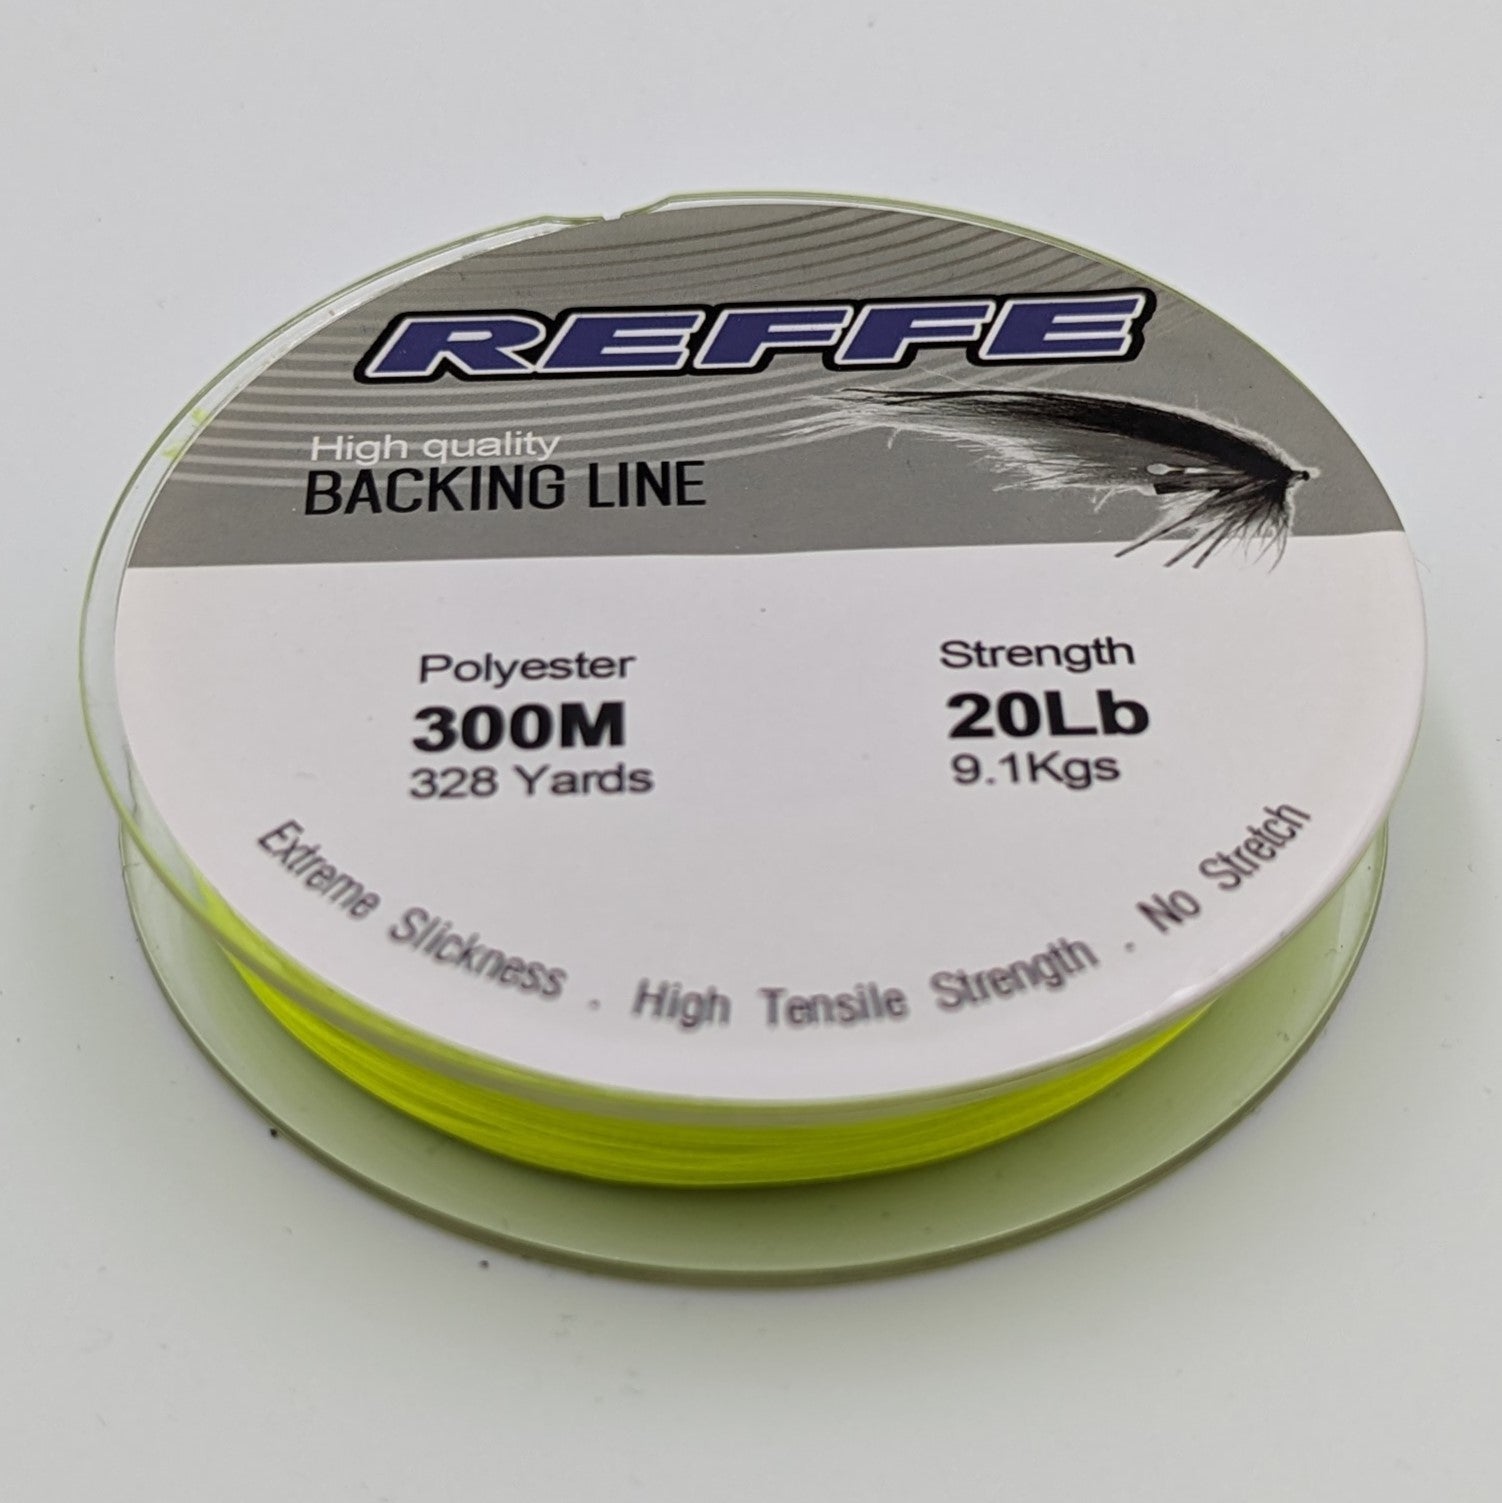 REFFE
High quality
BACKING LINE
Polyester
300M
328 Yards
Strength
20Lb
9.1Kgs
Extreme Slickness . High Tensile Strength . No Stretch